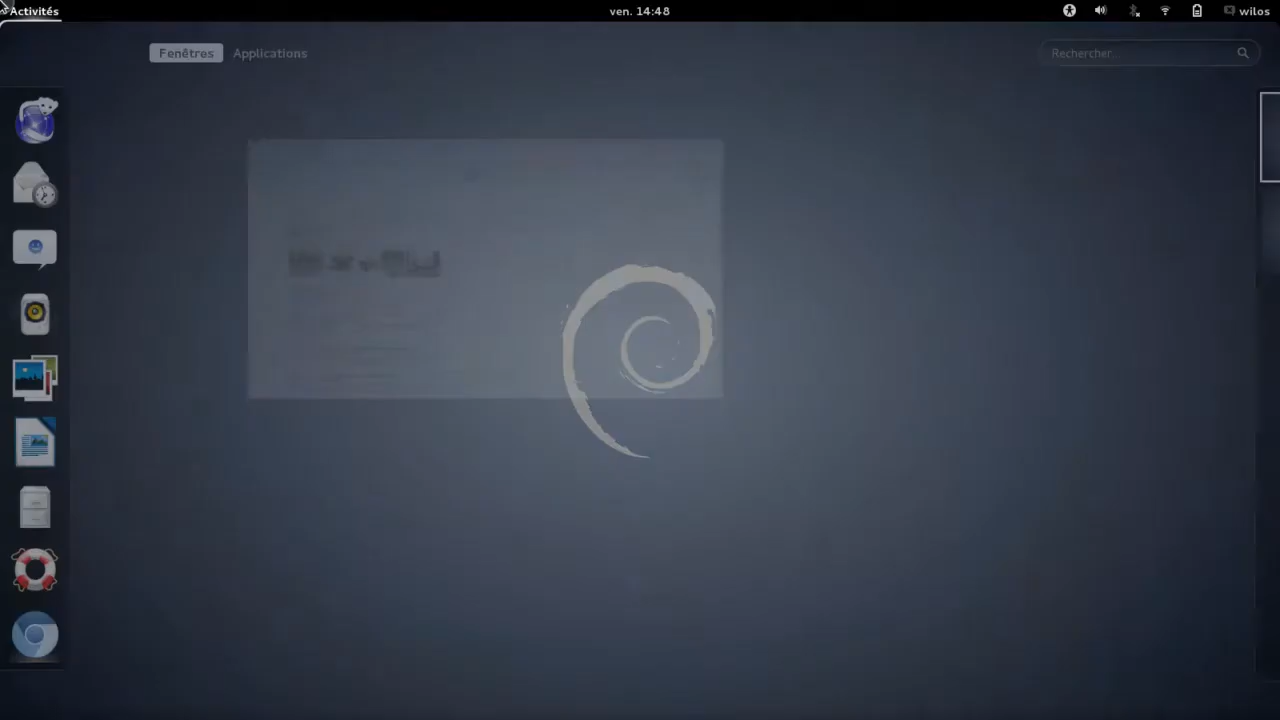 Activités
ven. 14:48
wilos
Fenêtres
Applications
Rechercher...